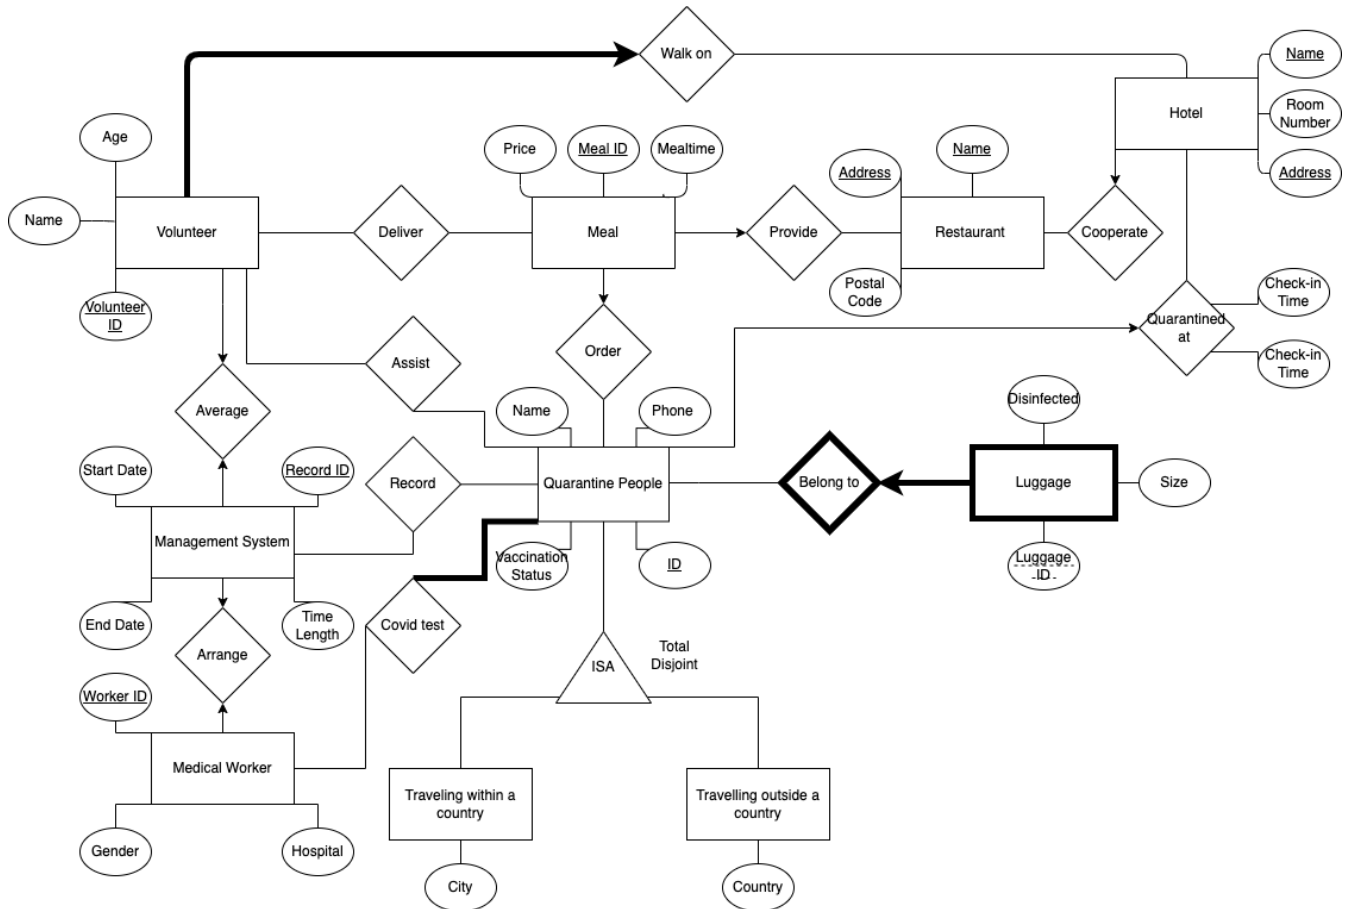 Walk on
Name
Hotel
Room
Number
Address
Age
Price
Meal ID
Mealtime
Address
Name
Name
Volunteer
Deliver
Meal
Provide
Restaurant
Cooperate
Volunteer
ID
Postal
Code
Check-in
Time
Quarantined
at
Check-in
Time
Assist
Order
Average
Name
Phone
Disinfected
Start Date
Record ID
Record
Quarantine People
Belong to
Luggage
Size
Management System
Vaccination
Status
ID
Luggage
ID
End Date
Time
Length
Covid test
Arrange
ISA
Total
Disjoint
Worker ID
Medical Worker
Traveling within a
country
Travelling outside a
country
Gender
Hospital
City
Country